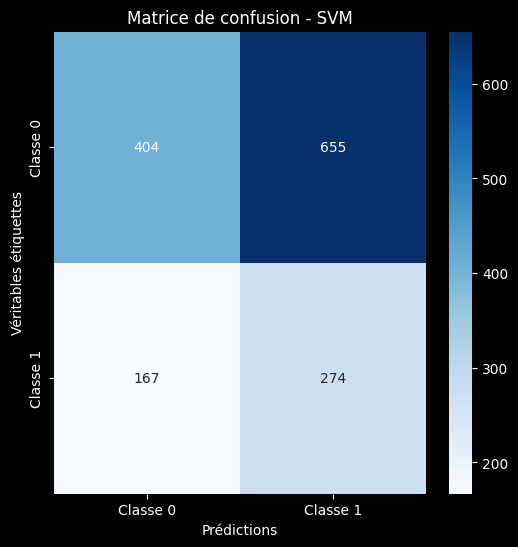 Matrice de confusion - SVM
Classe 0
404
655
Véritables étiquettes
Classe 1
167
274
Classe 0
Classe 1
Prédictions
600
500
400
300
200